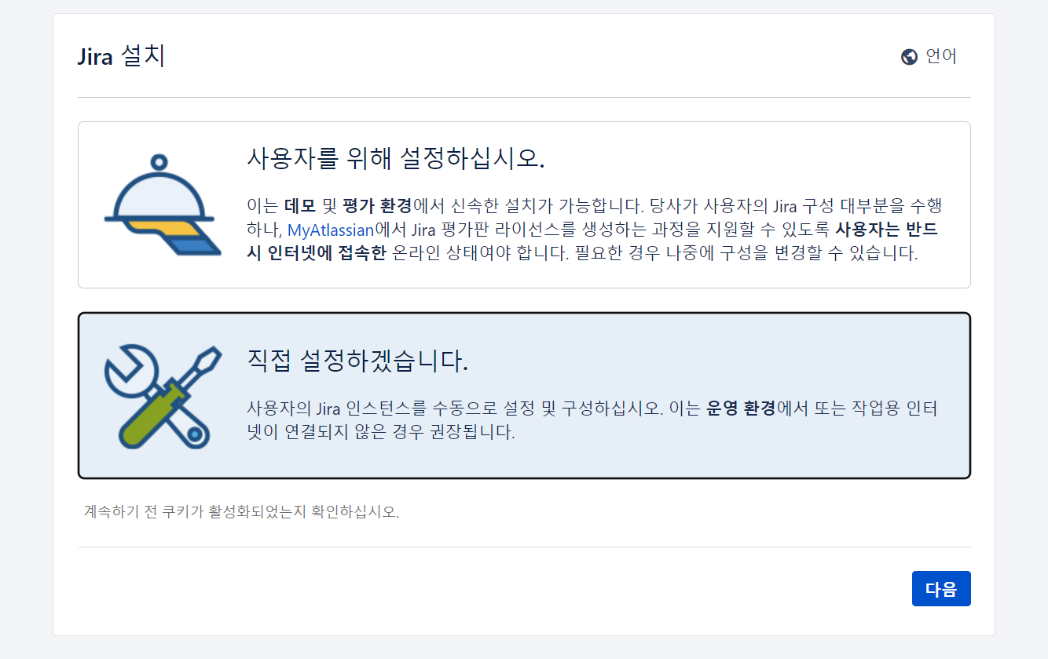 Jira 설치
언어
사용자를 위해 설정하십시오.
이는 데모 및 평가 환경에서 신속한 설치가 가능합니다. 당사가 사용자의 Jira 구성 대부분을 수행
하나, MyAtlassian에서 Jira 평가판 라이선스를 생성하는 과정을 지원할 수 있도록 사용자는 반드
시 인터넷에 접속한 온라인 상태여야 합니다. 필요한 경우 나중에 구성을 변경할 수 있습니다.
직접 설정하겠습니다.
사용자의 Jira 인스턴스를 수동으로 설정 및 구성하십시오. 이는 운영 환경에서 또는 작업용 인터
넷이 연결되지 않은 경우 권장됩니다.
계속하기 전 쿠키가 활성화되었는지 확인하십시오.
다음